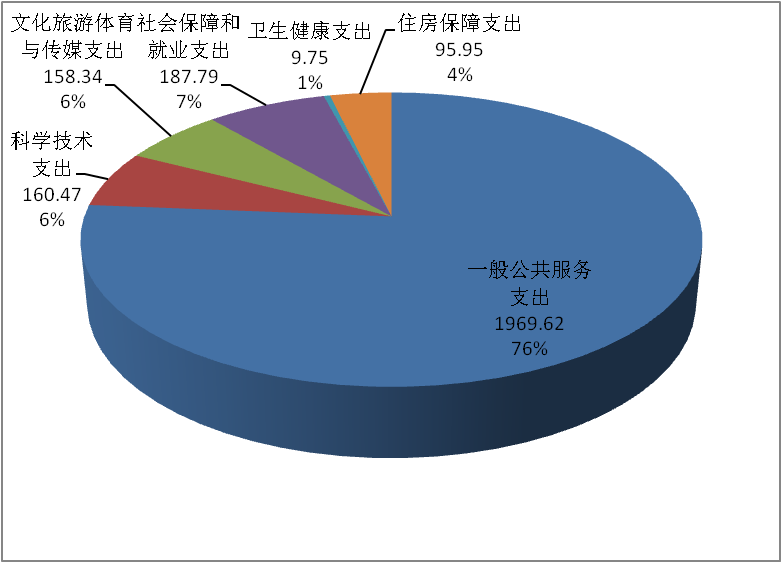 文化旅游体育
与传媒支出
158.34
6%
社会保障和
就业支出
187.79
7%
卫生健康支出
9.75
1%
住房保障支出
95.95
4%
科学技术
支出
160.47
6%
一般公共服务
支出
1969.62
76%